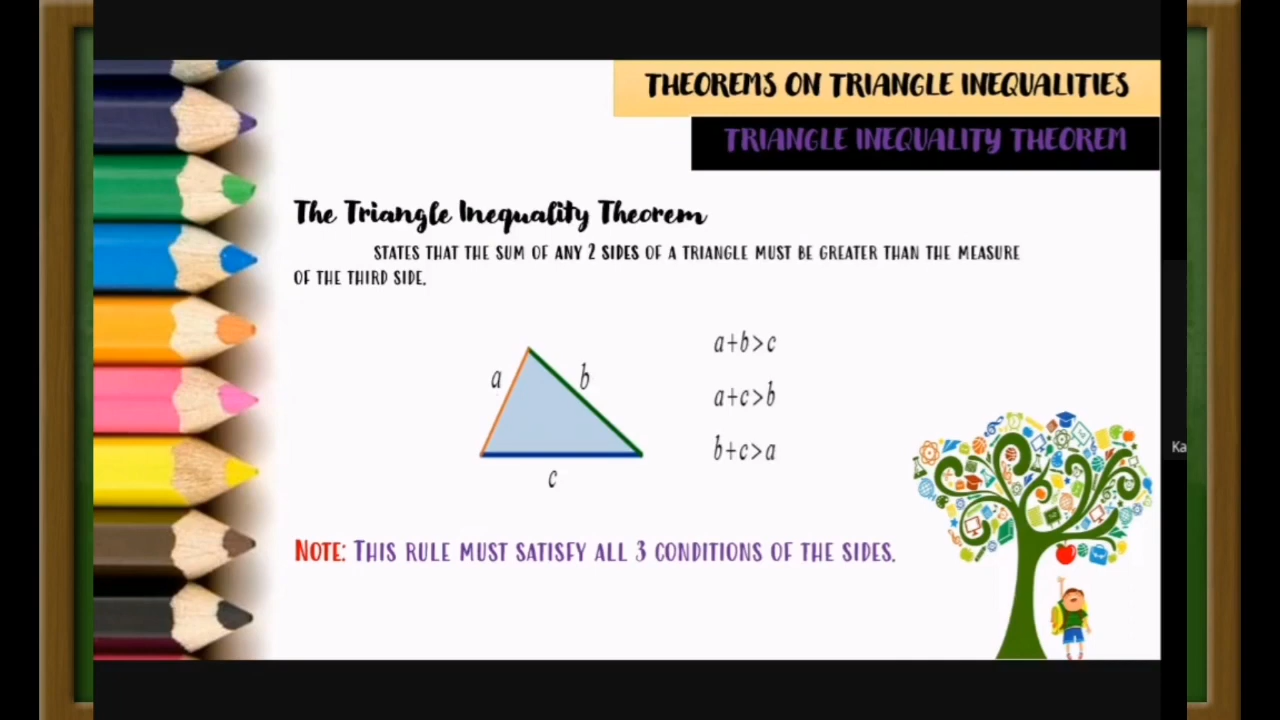 THEOREMS ON TRIANGLE INEQUALITIES
TRIANGLE INEQUALITY THEOREM
The Triangle Inequality Theorem
STATES THAT THE SUM OF ANY 2 SIDES OF A TRIANGLE MUST BE GREATER THAN THE MEASURE
OF THE THIRD SIDE.
a
b
c
a+b>c
a+c>b
b+c>a
NOTE: THIS RULE MUST SATISFY ALL 3 CONDITIONS OF THE SIDES.
Ka